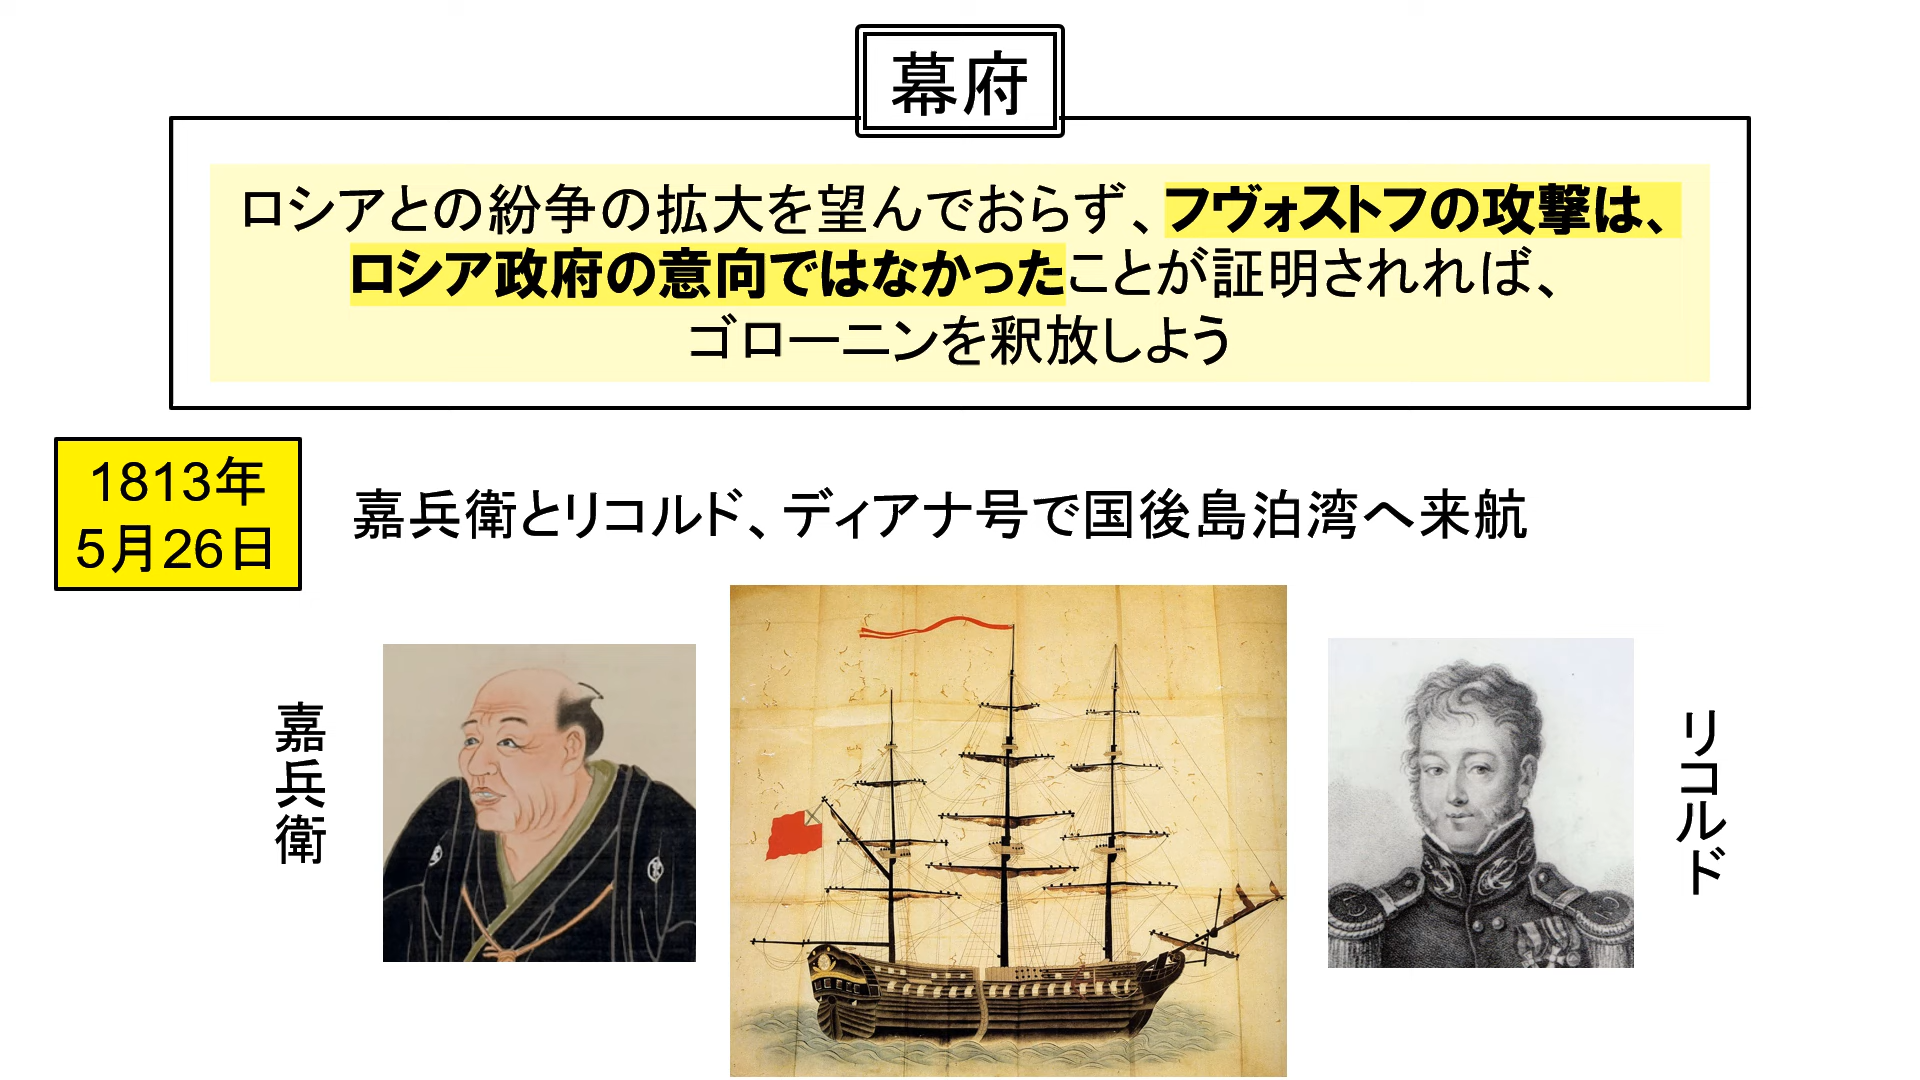 幕府
ロシアとの紛争の拡大を望んでおらず、フヴォストフの攻撃は、
ロシア政府の意向ではなかったことが証明されれば、
ゴローニンを釈放しよう
1813年
5月26日
嘉兵衛とリコルド、ディアナ号で国後島泊湾へ来航
嘉兵衛
リコルド